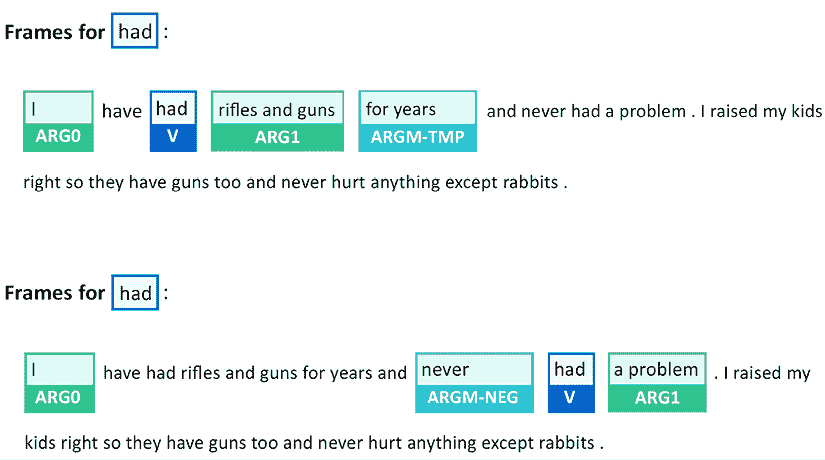 Frames for had :
I have had rifles and guns for years and never had a problem . I raised my kids
ARG0 V ARG1 ARGM-TMP
right so they have guns too and never hurt anything except rabbits .
Frames for had :
I have had rifles and guns for years and never had a problem . I raised my
ARG0 ARGM-NEG V ARG1
kids right so they have guns too and never hurt anything except rabbits .